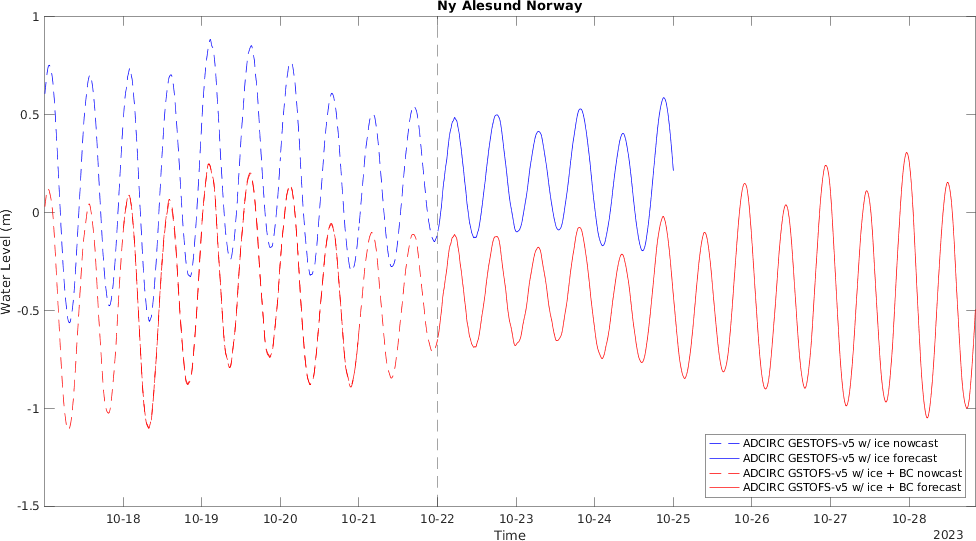 Ny Alesund Norway
Water Level (m)
1
0.5
0
-0.5
-1
-1.5
ADCIRC GESTOFS-v5 w/ ice nowcast
ADCIRC GESTOFS-v5 w/ ice forecast
ADCIRC GSTOFS-v5 w/ ice + BC nowcast
ADCIRC GSTOFS-v5 w/ ice + BC forecast
10-18 10-19 10-20 10-21 10-22 10-23 10-24 10-25 10-26 10-27 10-28
Time
2023